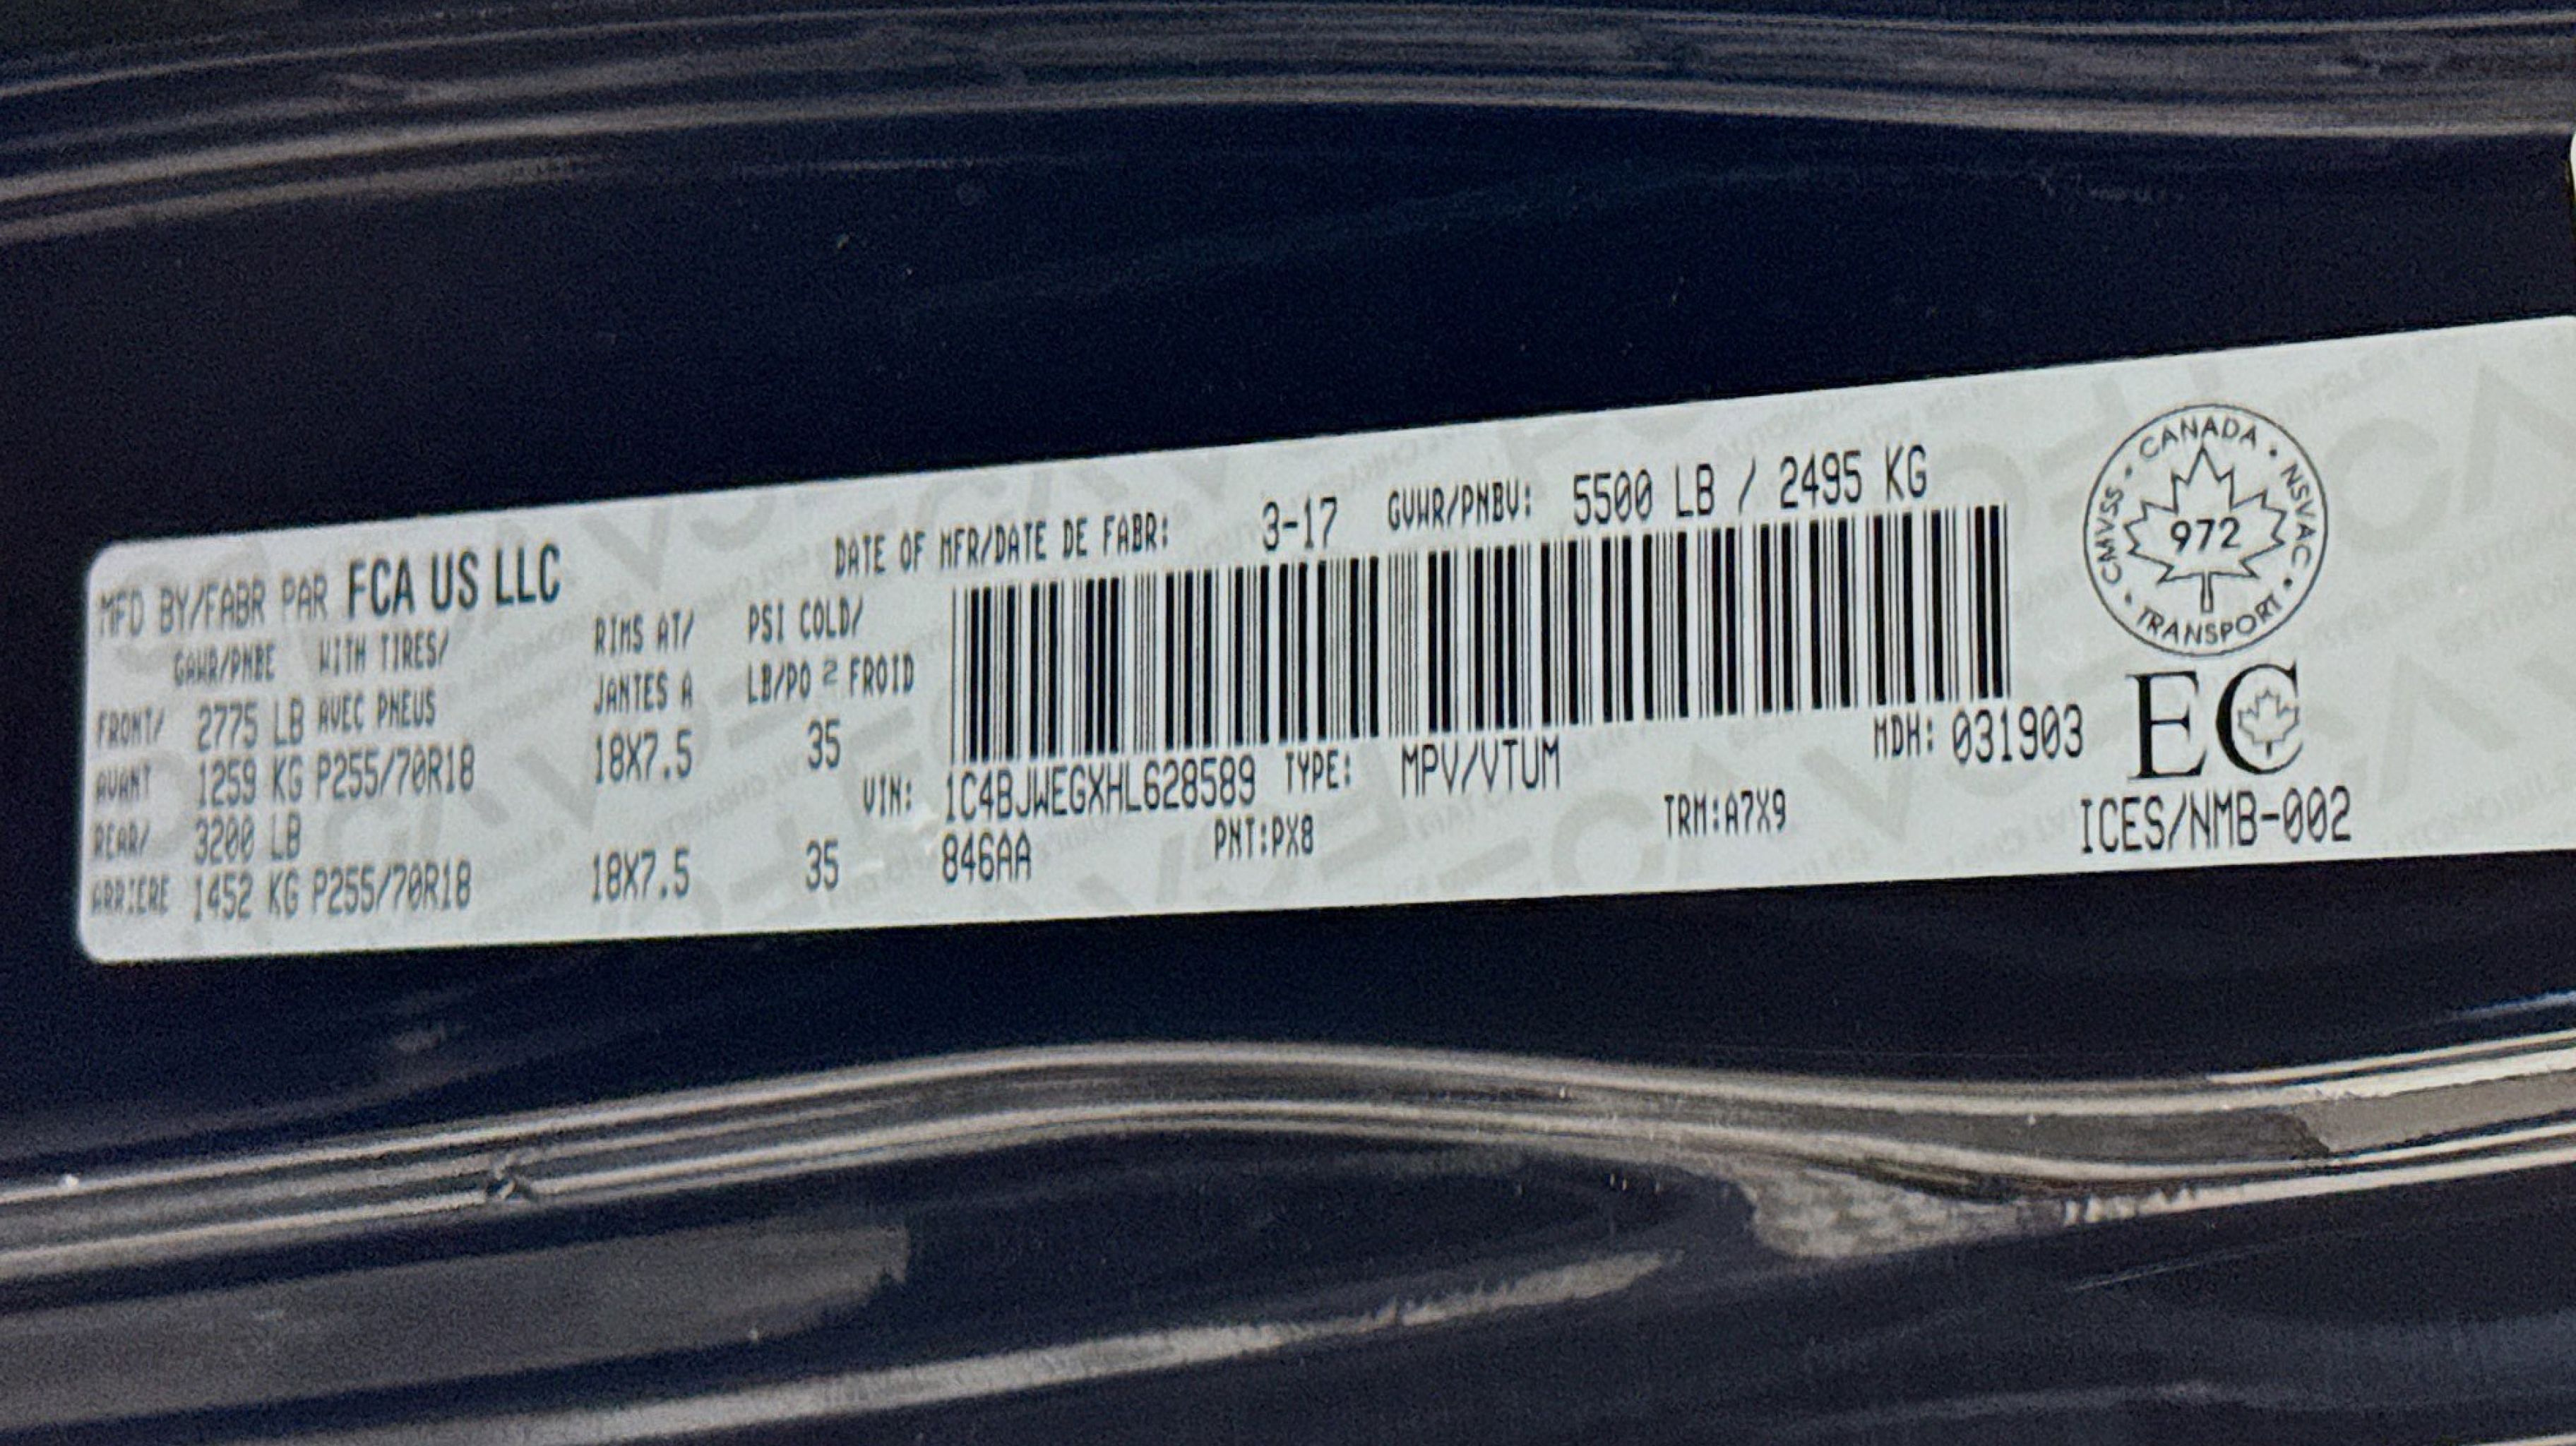 MFD BY/FABR PAR FCA US LLC
DATE OF MFR/DATE DE FABR: 3-17 GVWR/PNBV: 5500 LB / 2495 KG
GAWR/PNBE WITH TIRES/ RIMS AT/ PSI COLD/
AVEC PNEUS JANTES A LB/PO 2 FROID
FRONT/ 2775 LB
AVANT 1259 KG P255/70R18 18X7.5 35
REAR/ 3200 LB
ARRIERE 1452 KG P255/70R18 18X7.5 35
VIN: 1C4BJWEGXHL628589 TYPE: MPV/VTUM MDH: 031903
846AA PNT:PX8 TRM:A7X9
CANADA • NSVAC • TRANSPORT • CMVSS •
972
EC
ICES/NMB-002